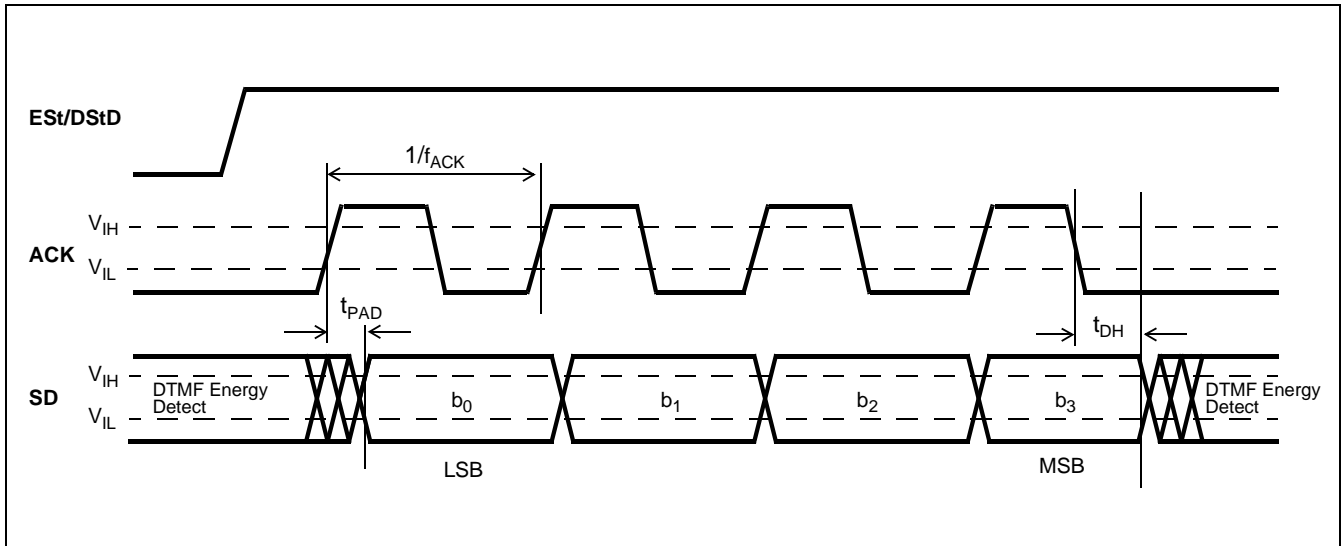 ESt/DStD
1/fACK
VIH
ACK
VIL
tPAD
tDH
VIH
SD
VIL
DTMF Energy
Detect
b0
b1
b2
b3
DTMF Energy
Detect
LSB
MSB